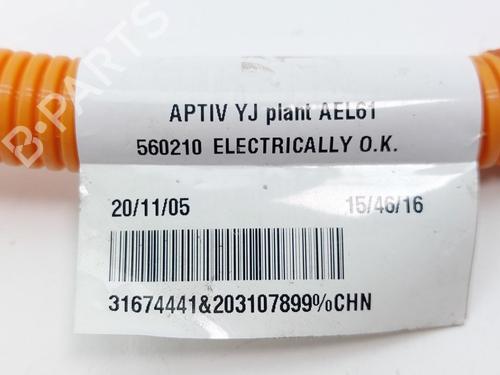 B-PARTS
APTIV YJ plant AEL61
560210 ELECTRICALLY O.K.
20/11/05 15/46/16
31674441&203107899%CHN